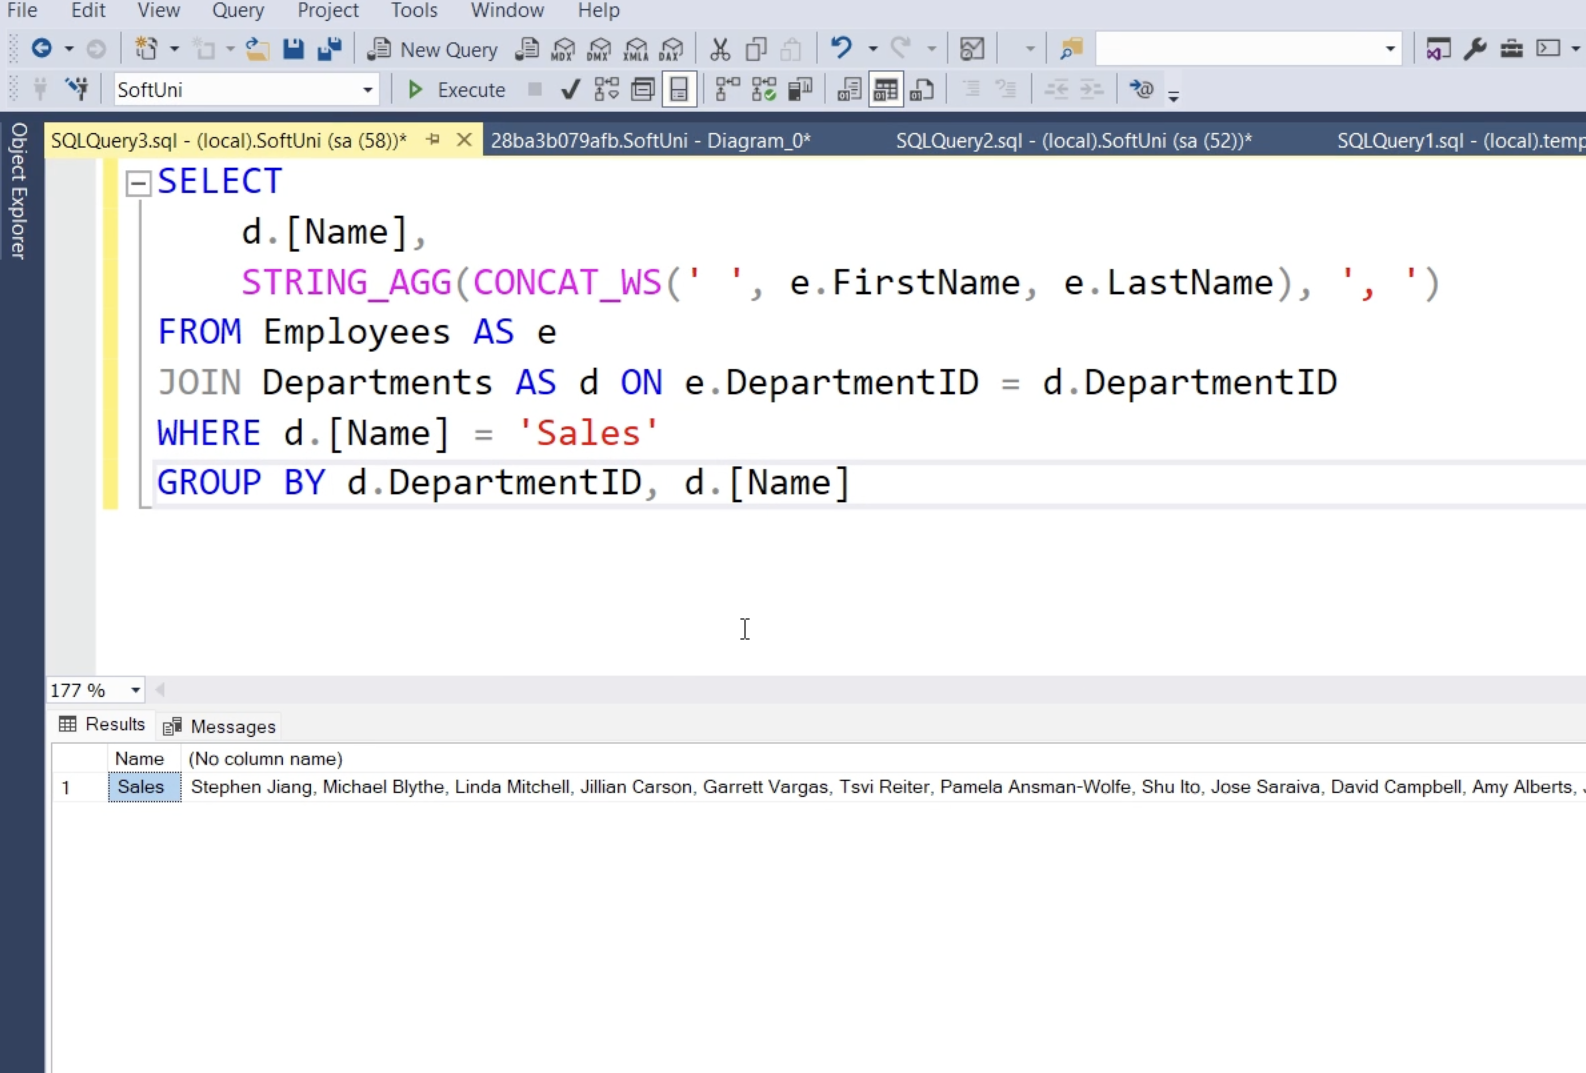 File Edit View Query Project Tools Window Help
New Query MDX DMX XMLA DAX
SoftUni Execute
Object Explorer
SQLQuery3.sql - (local).SoftUni (sa (58))* 28ba3b079afb.SoftUni - Diagram_0* SQLQuery2.sql - (local).SoftUni (sa (52))* SQLQuery1.sql - (local).temp
SELECT
d.[Name],
STRING_AGG(CONCAT_WS(' ', e.FirstName, e.LastName), ', ')
FROM Employees AS e
JOIN Departments AS d ON e.DepartmentID = d.DepartmentID
WHERE d.[Name] = 'Sales'
GROUP BY d.DepartmentID, d.[Name]
177 %
Results Messages
Name (No column name)
1 Sales Stephen Jiang, Michael Blythe, Linda Mitchell, Jillian Carson, Garrett Vargas, Tsvi Reiter, Pamela Ansman-Wolfe, Shu Ito, Jose Saraiva, David Campbell, Amy Alberts,